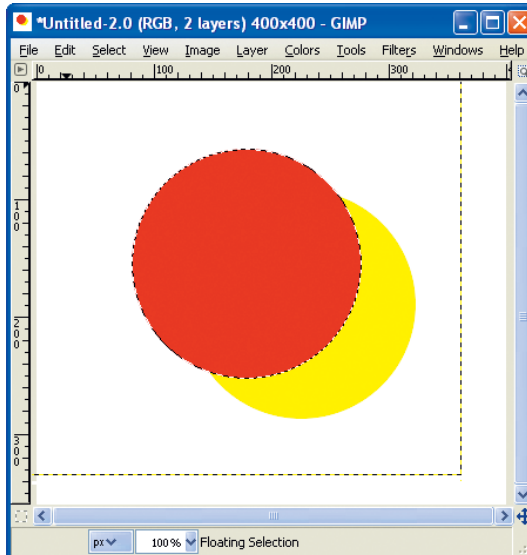 *Untitled-2.0 (RGB, 2 layers) 400x400 - GIMP
File Edit Select View Image Layer Colors Tools Filters Windows Help
0 100 200 300 4
0
100
200
300
px 100% Floating Selection